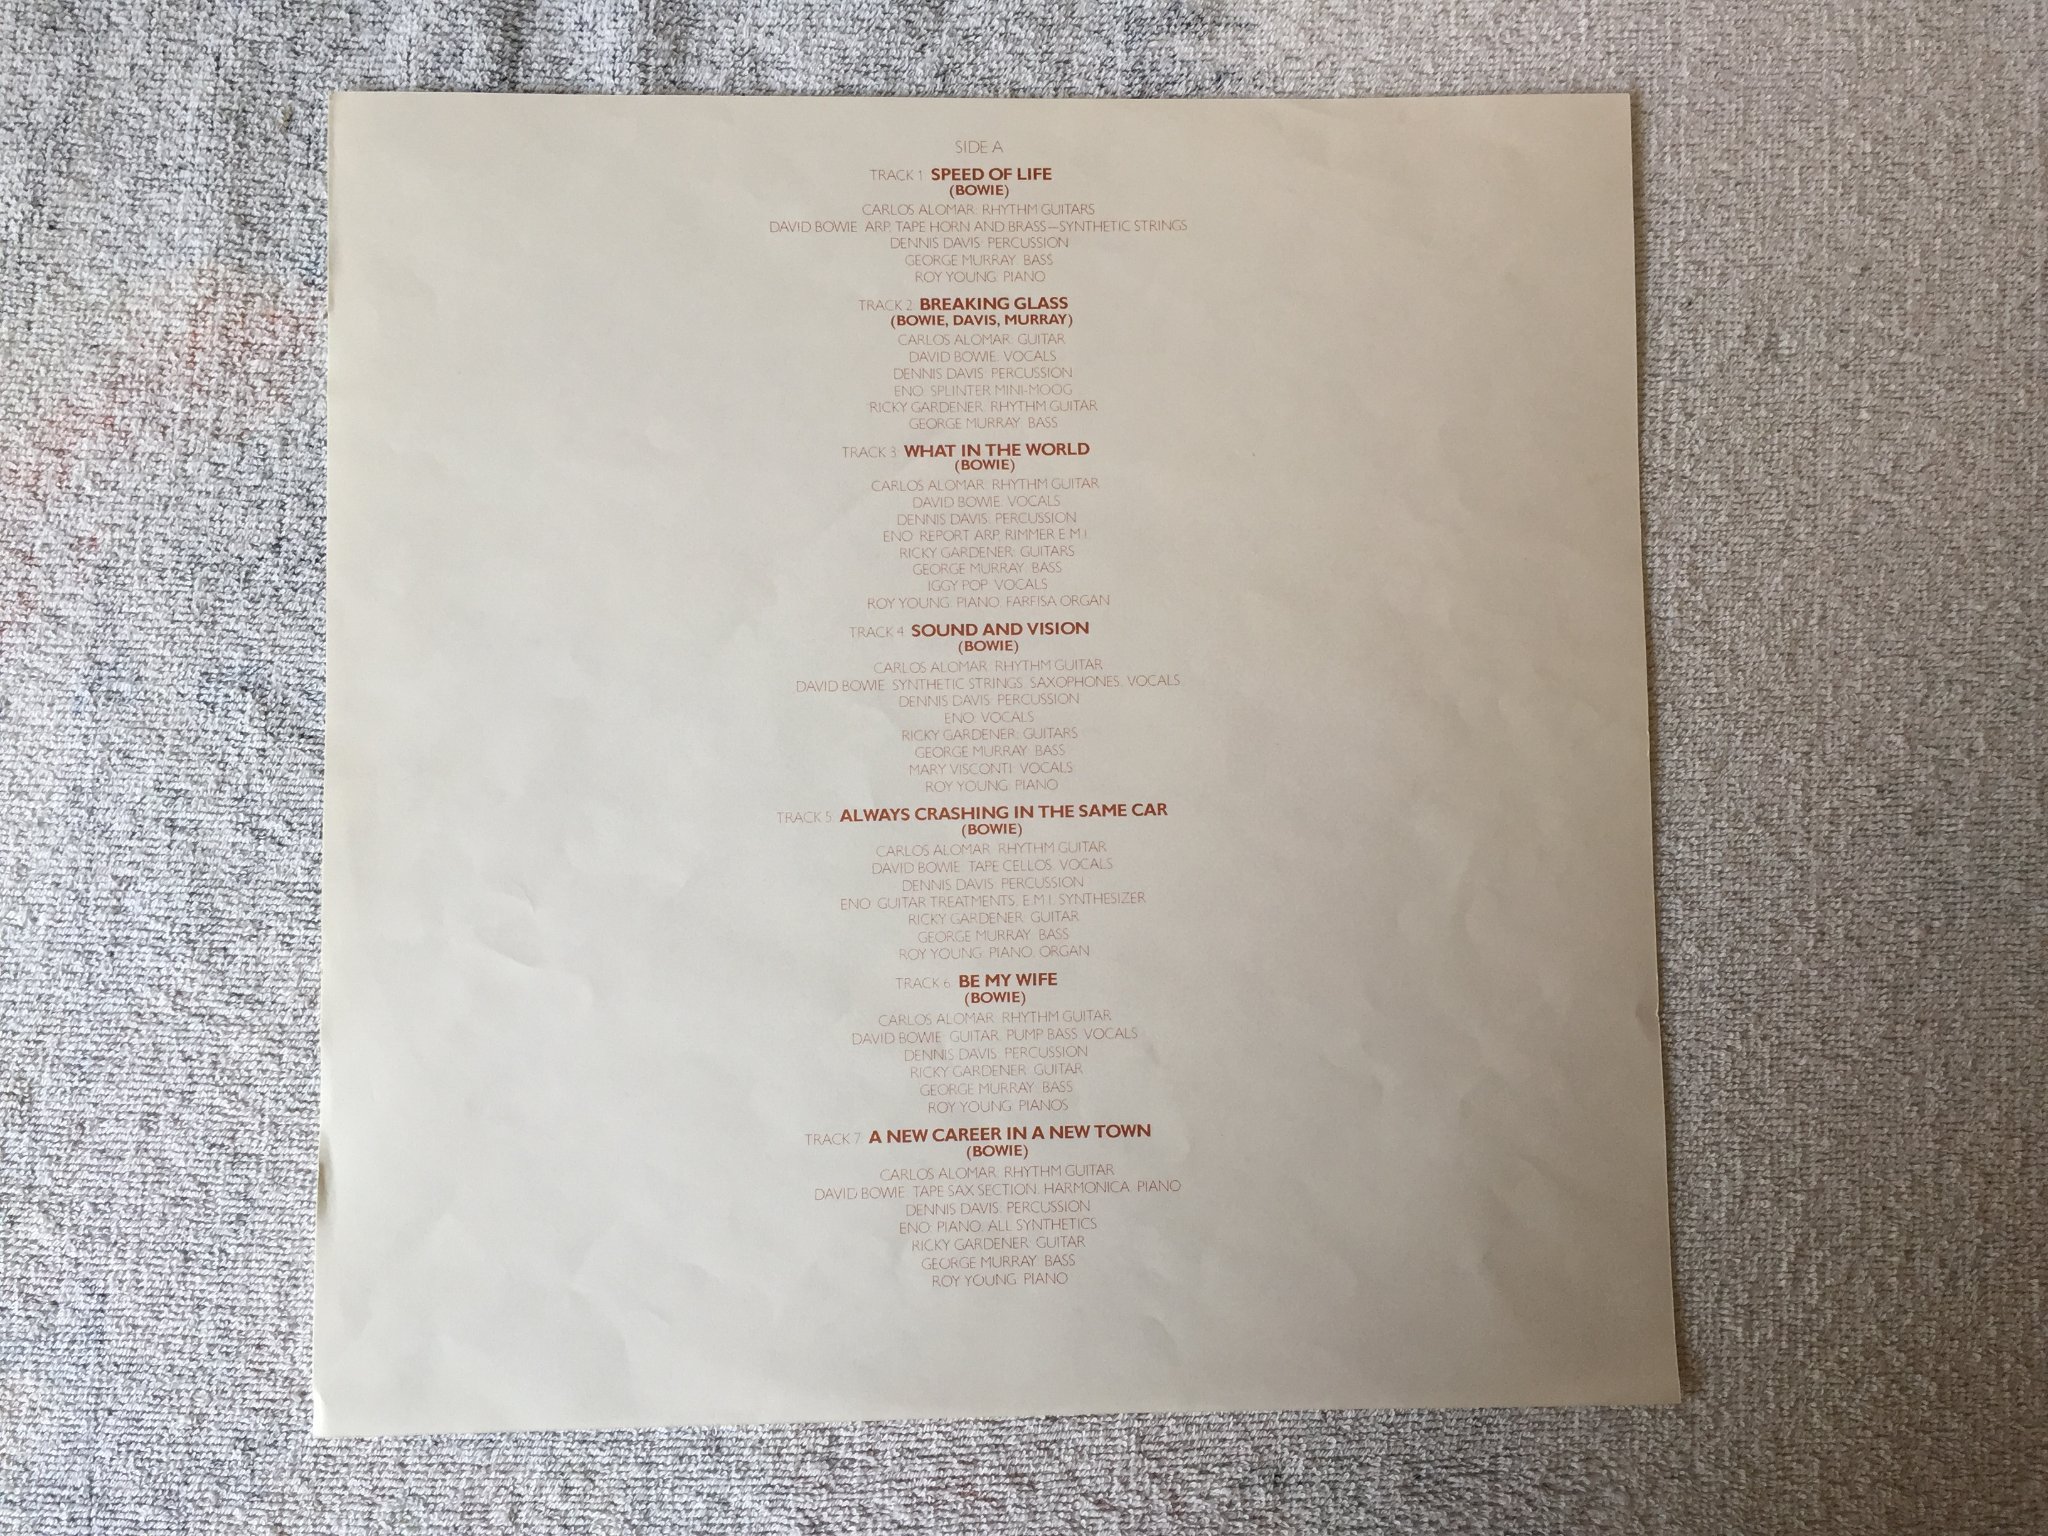 SIDE A
TRACK 1: SPEED OF LIFE
(BOWIE)
CARLOS ALOMAR: RHYTHM GUITARS
DAVID BOWIE: ARP, TAPE HORN AND BRASS—SYNTHETIC STRINGS
DENNIS DAVIS: PERCUSSION
GEORGE MURRAY: BASS
ROY YOUNG: PIANO
TRACK 2: BREAKING GLASS
(BOWIE, DAVIS, MURRAY)
CARLOS ALOMAR: GUITAR
DAVID BOWIE: VOCALS
DENNIS DAVIS: PERCUSSION
ENO: SPLINTER MINI-MOOG
RICKY GARDENER: RHYTHM GUITAR
GEORGE MURRAY: BASS
TRACK 3: WHAT IN THE WORLD
(BOWIE)
CARLOS ALOMAR: RHYTHM GUITAR
DAVID BOWIE: VOCALS
DENNIS DAVIS: PERCUSSION
ENO: REPORT ARP, RIMMER E.M.I.
RICKY GARDENER: GUITARS
GEORGE MURRAY: BASS
IGGY POP: VOCALS
ROY YOUNG: PIANO, FARFISA ORGAN
TRACK 4: SOUND AND VISION
(BOWIE)
CARLOS ALOMAR: RHYTHM GUITAR
DAVID BOWIE: SYNTHETIC STRINGS, SAXOPHONES, VOCALS
DENNIS DAVIS: PERCUSSION
ENO: VOCALS
RICKY GARDENER: GUITARS
GEORGE MURRAY: BASS
MARY VISCONTI: VOCALS
ROY YOUNG: PIANO
TRACK 5: ALWAYS CRASHING IN THE SAME CAR
(BOWIE)
CARLOS ALOMAR: RHYTHM GUITAR
DAVID BOWIE: TAPE CELLOS, VOCALS
DENNIS DAVIS: PERCUSSION
ENO: GUITAR TREATMENTS, E.M.I. SYNTHESIZER
RICKY GARDENER: GUITAR
GEORGE MURRAY: BASS
ROY YOUNG: PIANO, ORGAN
TRACK 6: BE MY WIFE
(BOWIE)
CARLOS ALOMAR: RHYTHM GUITAR
DAVID BOWIE: GUITAR, PUMP BASS, VOCALS
DENNIS DAVIS: PERCUSSION
RICKY GARDENER: GUITAR
GEORGE MURRAY: BASS
ROY YOUNG: PIANOS
TRACK 7: A NEW CAREER IN A NEW TOWN
(BOWIE)
CARLOS ALOMAR: RHYTHM GUITAR
DAVID BOWIE: TAPE SAX SECTION, HARMONICA, PIANO
DENNIS DAVIS: PERCUSSION
ENO: PIANO, ALL SYNTHETICS
RICKY GARDENER: GUITAR
GEORGE MURRAY: BASS
ROY YOUNG: PIANO